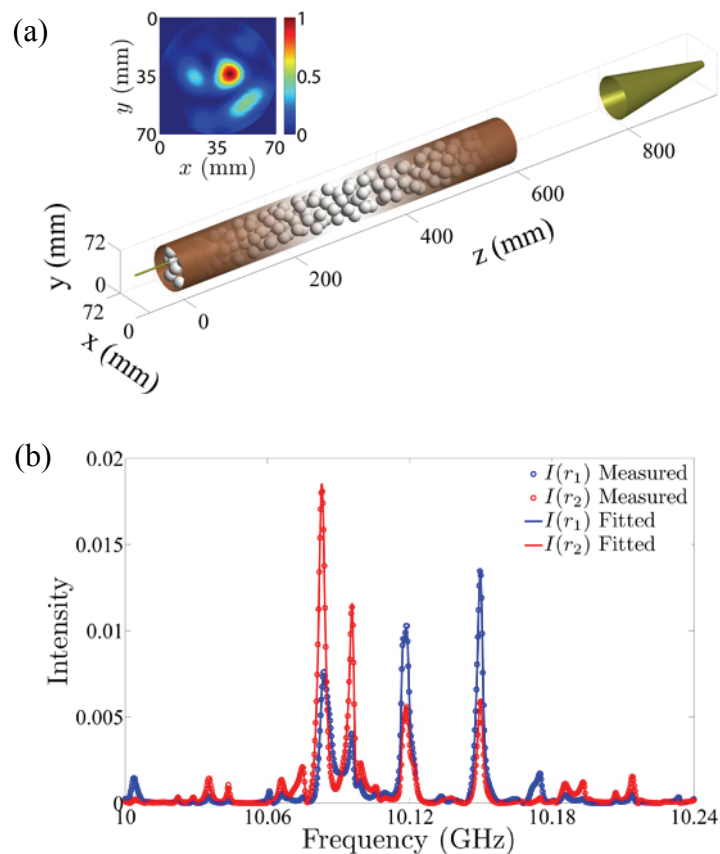 (a)
0
35
70
y (mm)
0 35 70
x (mm)
1
0.5
0
72
0
y (mm)
72
0
x (mm)
0
200
400
600
800
z (mm)
(b)
0.02
0.015
0.01
0.005
0
Intensity
I(r1) Measured
I(r2) Measured
I(r1) Fitted
I(r2) Fitted
10 10.06 10.12 10.18 10.24
Frequency (GHz)